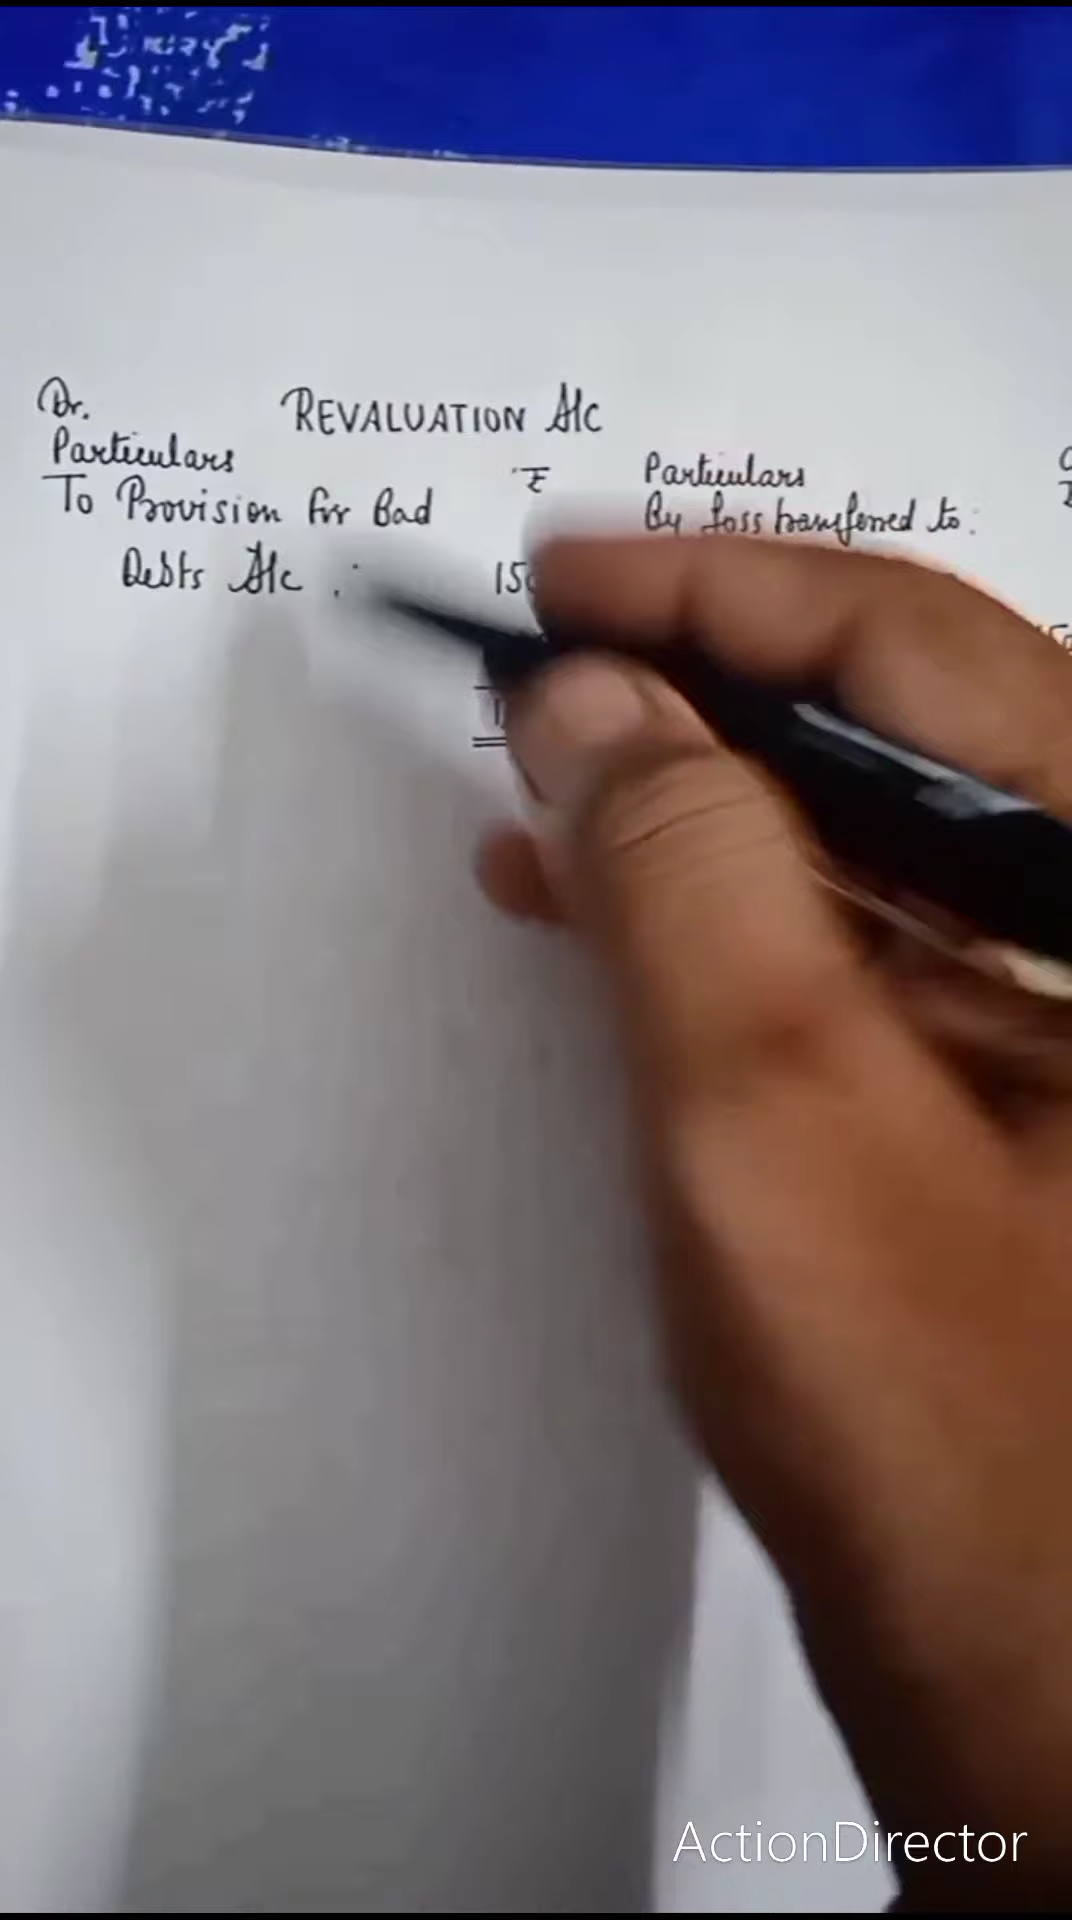 Dr.
REVALUATION A/c
Particulars
₹
Particulars
To Provision for Bad
By loss transferred to:
Debts A/c
ActionDirector